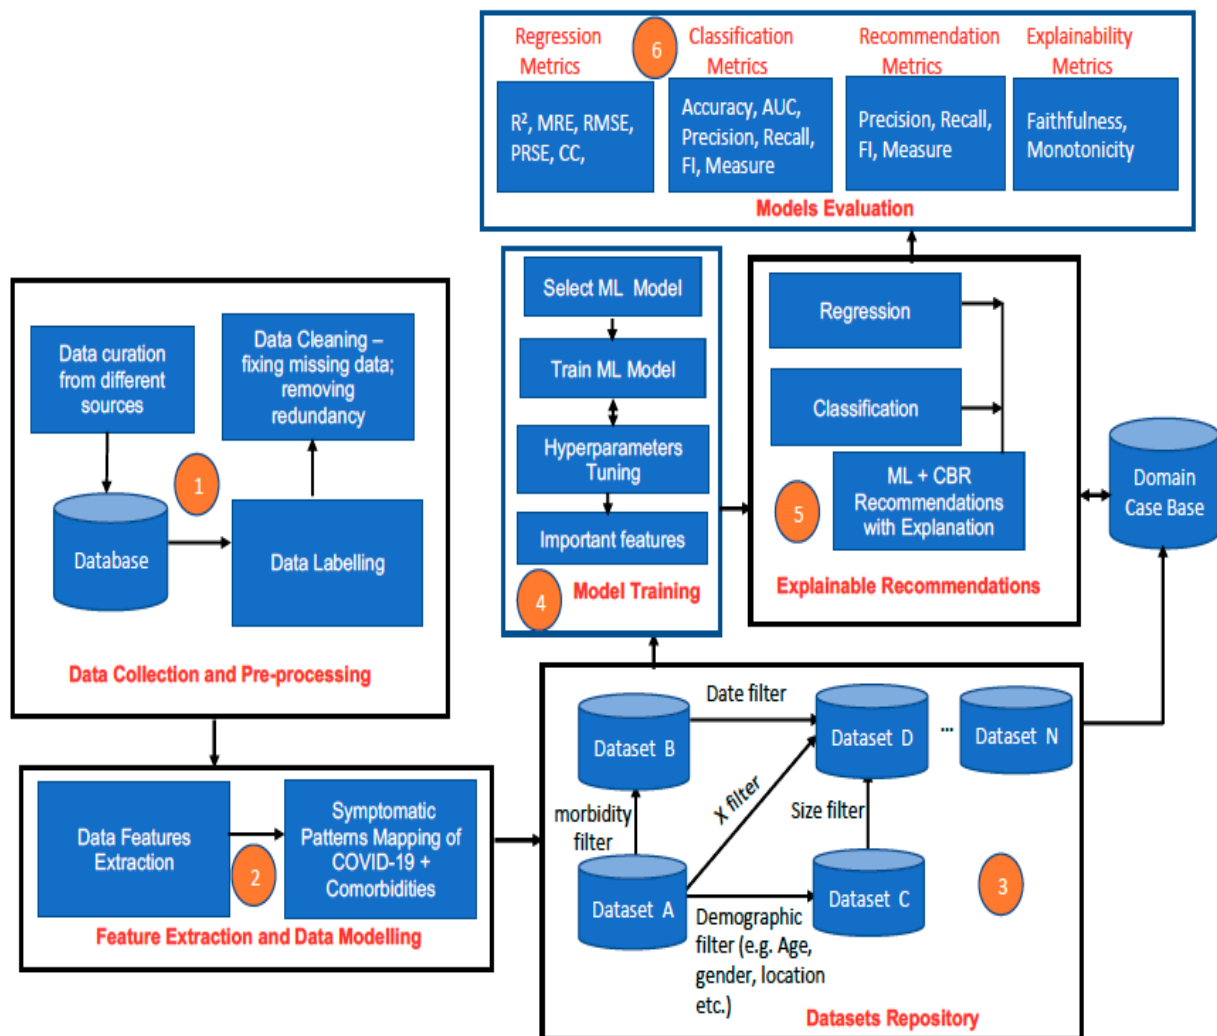 Regression
Metrics
6
Classification
Metrics
Recommendation
Metrics
Explainability
Metrics
R², MRE, RMSE,
PRSE, CC,
Accuracy, AUC,
Precision, Recall,
FI, Measure
Precision, Recall,
FI, Measure
Faithfulness,
Monotonicity
Models Evaluation
Data curation
from different
sources
Data Cleaning –
fixing missing data;
removing
redundancy
1
Database
Data Labelling
Data Collection and Pre-processing
Data Features
Extraction
2
Symptomatic
Patterns Mapping of
COVID-19 +
Comorbidities
Feature Extraction and Data Modelling
Select ML Model
Train ML Model
Hyperparameters
Tuning
Important features
4
Model Training
Regression
Classification
ML + CBR
Recommendations
with Explanation
5
Explainable Recommendations
Domain
Case Base
Date filter
Dataset B
Dataset D
...
Dataset N
morbidity
filter
X filter
Size filter
3
Dataset A
Dataset C
Demographic
filter (e.g. Age,
gender, location
etc.)
Datasets Repository